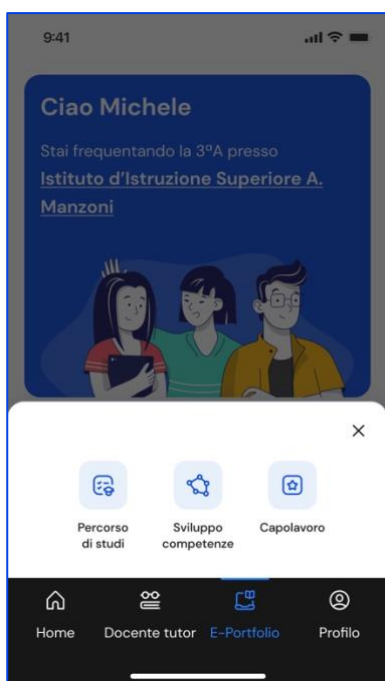 9:41
Ciao Michele
Stai frequentando la 3ªA presso
Istituto d'Istruzione Superiore A.
Manzoni
Percorso
di studi
Sviluppo
competenze
Capolavoro
Home
Docente tutor
E-Portfolio
Profilo